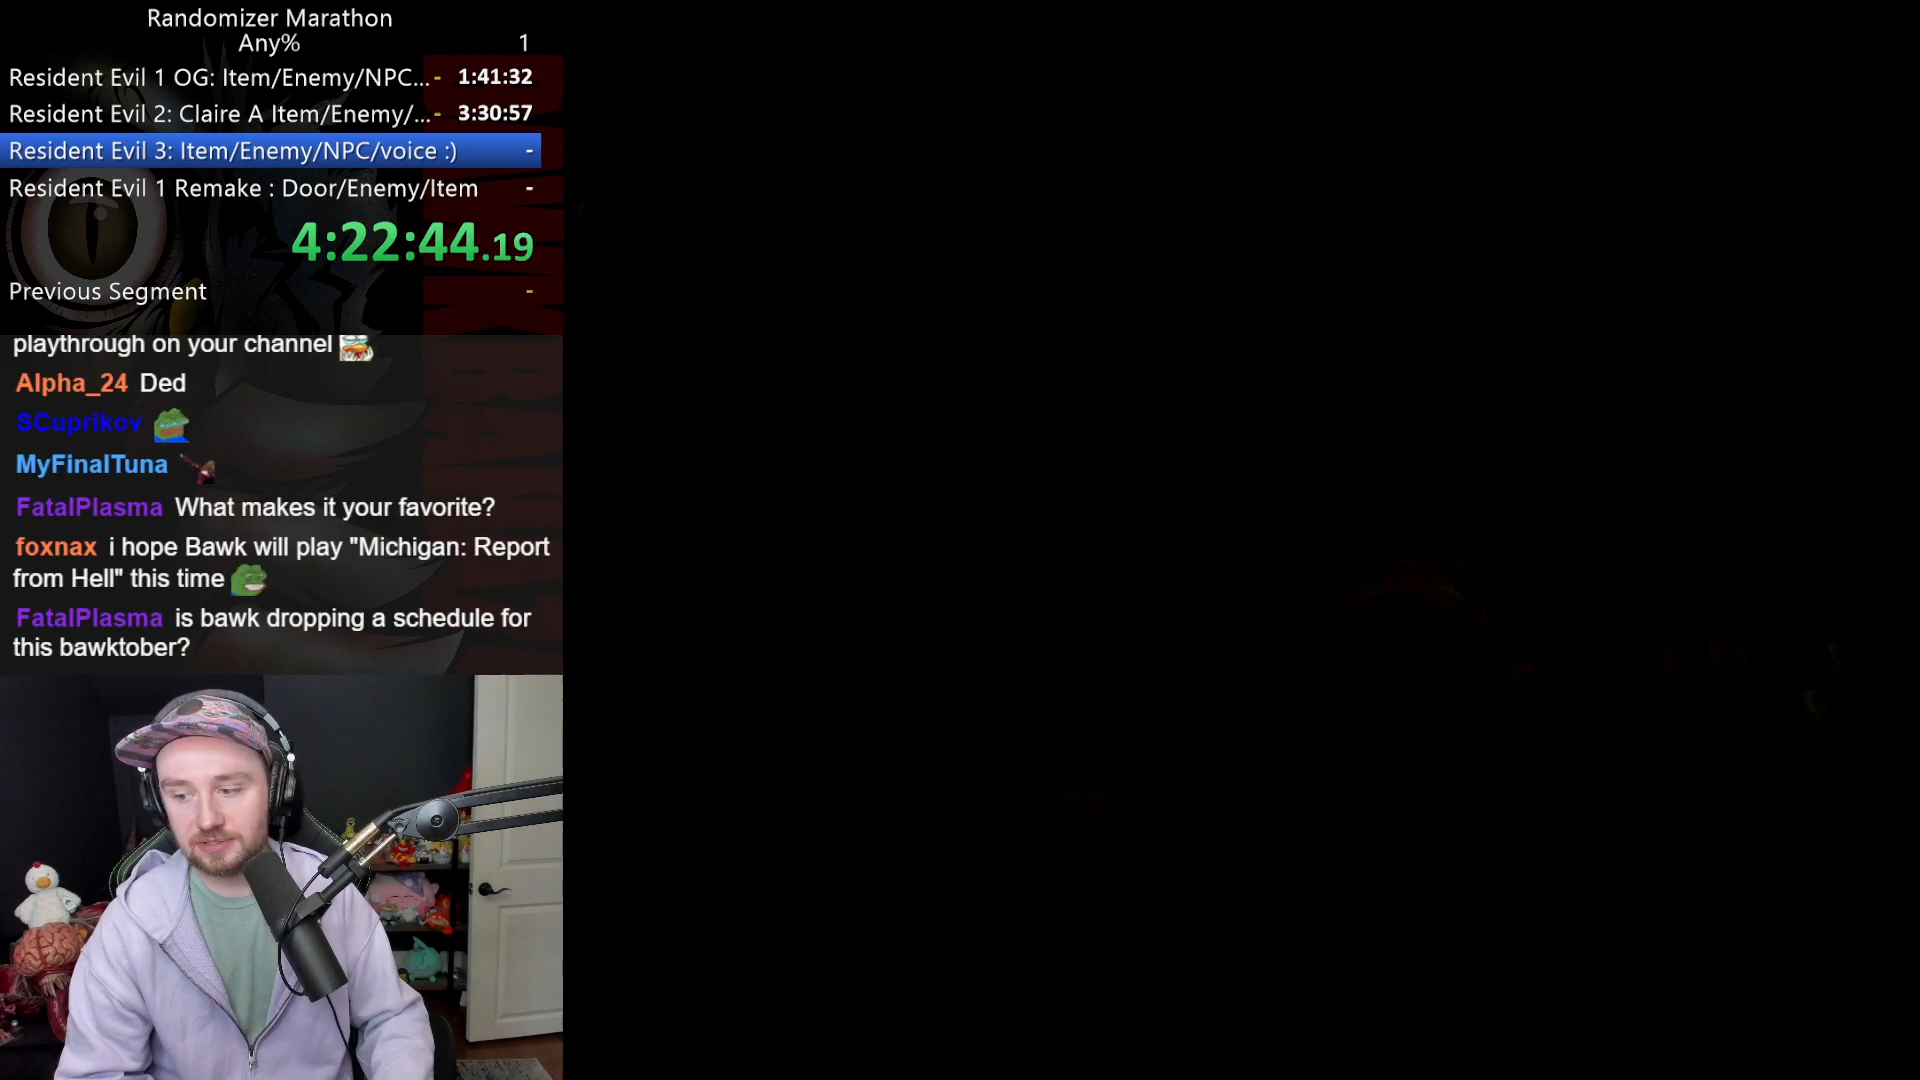 Randomizer Marathon
Any% 1
Resident Evil 1 OG: Item/Enemy/NPC... - 1:41:32
Resident Evil 2: Claire A Item/Enemy/... - 3:30:57
Resident Evil 3: Item/Enemy/NPC/voice :) -
Resident Evil 1 Remake : Door/Enemy/Item -
4:22:44.19
Previous Segment -
playthrough on your channel
Alpha_24 Ded
SCuprikov
MyFinalTuna
FatalPlasma What makes it your favorite?
foxnax i hope Bawk will play "Michigan: Report
from Hell" this time
FatalPlasma is bawk dropping a schedule for
this bawktober?